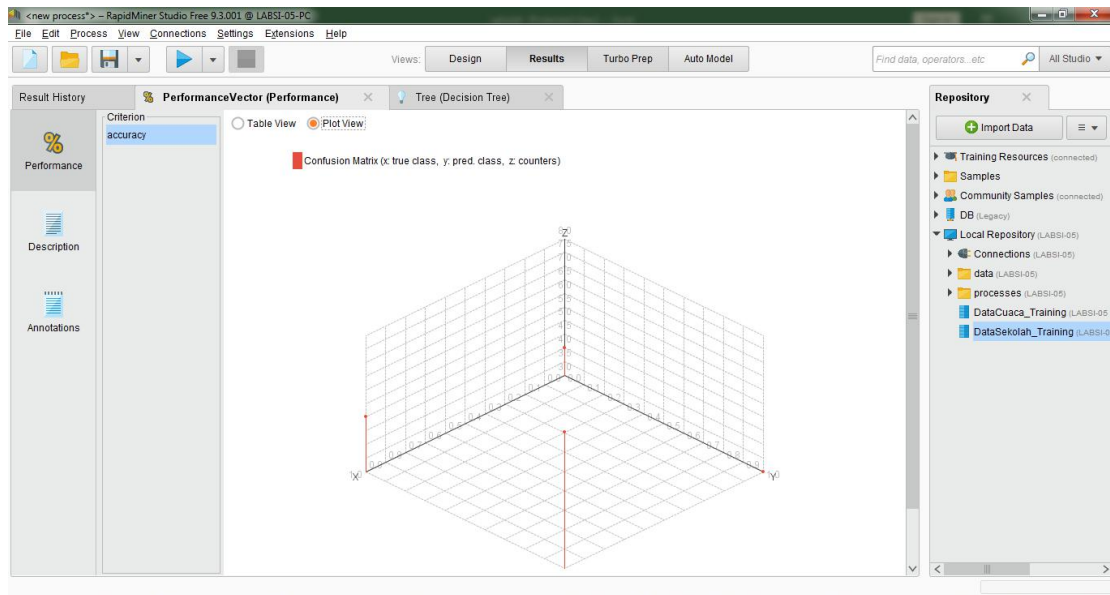 <new process*> – RapidMiner Studio Free 9.3.001 @ LABSI-05-PC
File Edit Process View Connections Settings Extensions Help
Views: Design Results Turbo Prep Auto Model
Find data, operators...etc
All Studio
Result History
PerformanceVector (Performance)
Tree (Decision Tree)
Performance
Description
Annotations
Criterion
accuracy
Table View Plot View
Confusion Matrix (x: true class, y: pred. class, z: counters)
Z
X
Y
Repository
Import Data
Training Resources (connected)
Samples
Community Samples (connected)
DB (Legacy)
Local Repository (LABSI-05)
Connections (LABSI-05)
data (LABSI-05)
processes (LABSI-05)
DataCuaca_Training (LABSI-05
DataSekolah_Training (LABSI-0